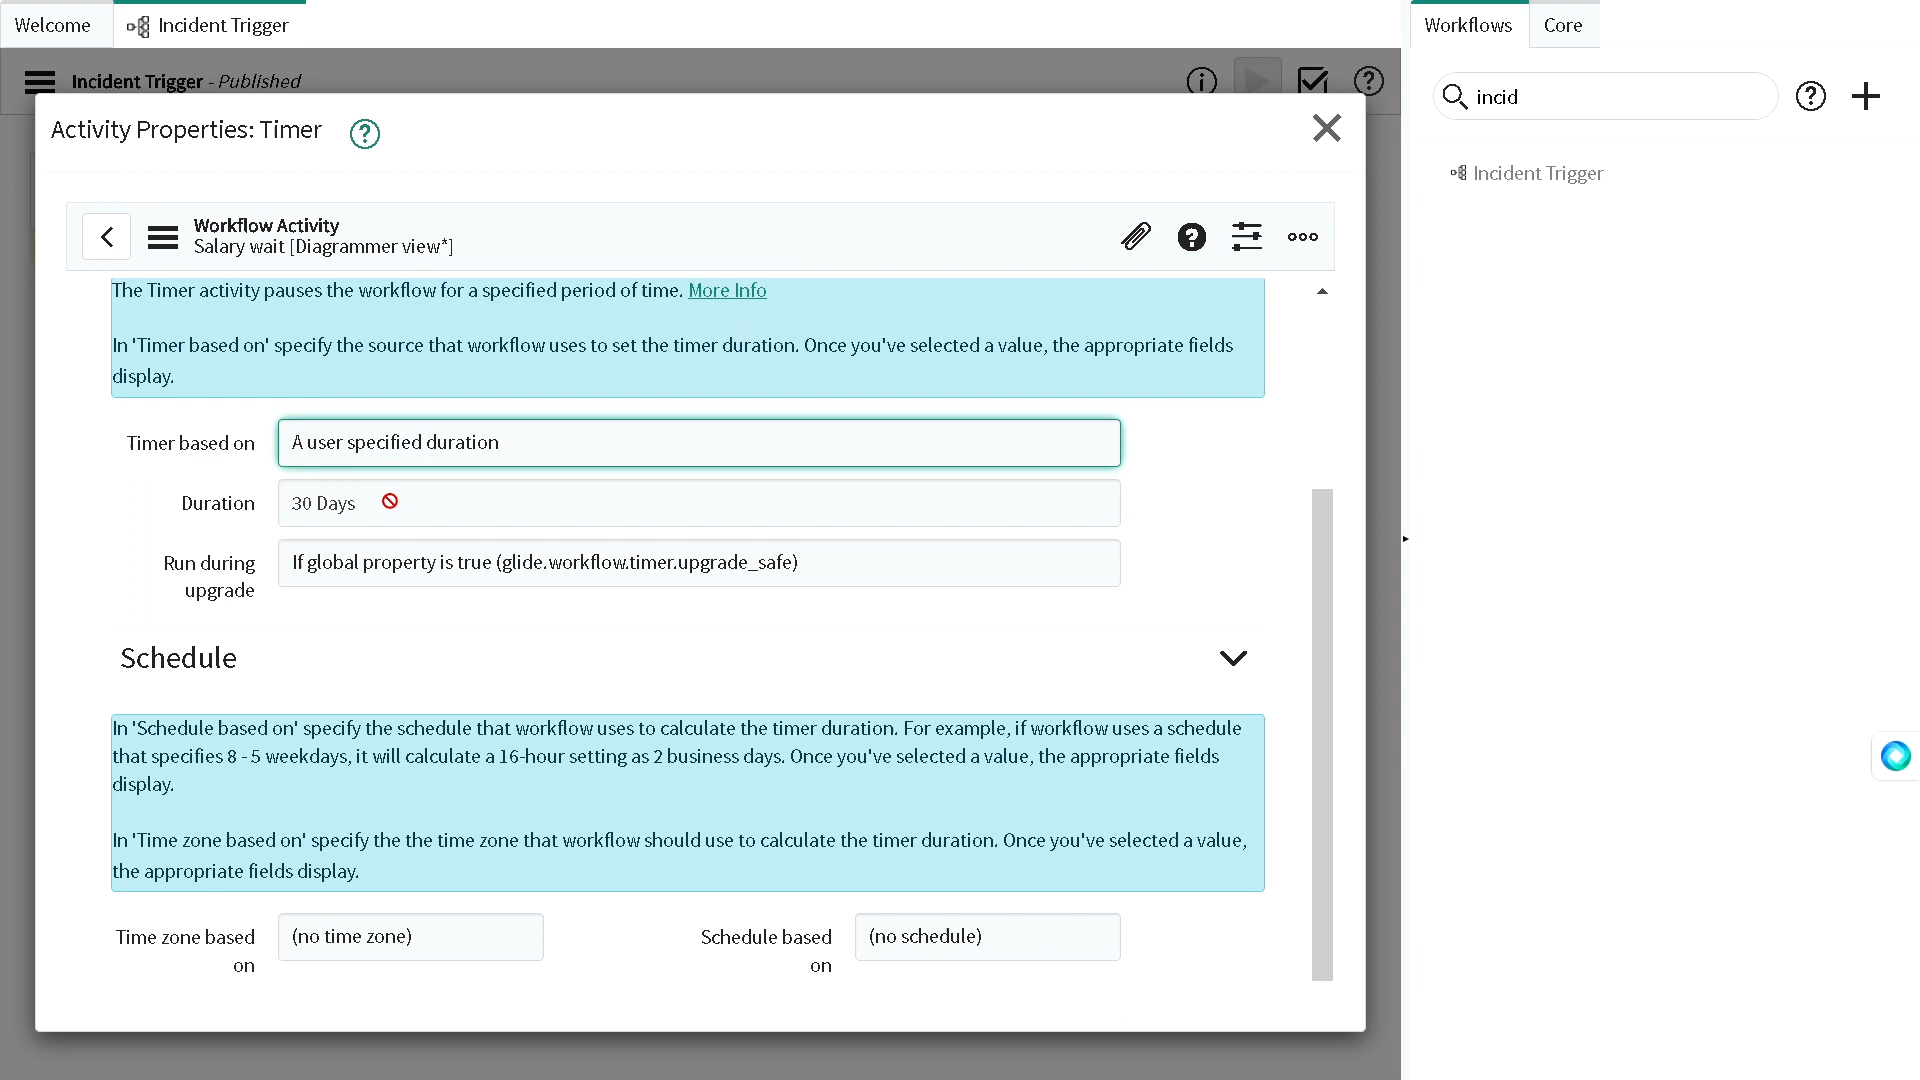 Welcome
Incident Trigger
Workflows
Core
Incident Trigger - Published
incid
Incident Trigger
Activity Properties: Timer
Workflow Activity
Salary wait [Diagrammer view*]
The Timer activity pauses the workflow for a specified period of time. More Info
In 'Timer based on' specify the source that workflow uses to set the timer duration. Once you've selected a value, the appropriate fields
display.
Timer based on
A user specified duration
Duration
30 Days
Run during
upgrade
If global property is true (glide.workflow.timer.upgrade_safe)
Schedule
In 'Schedule based on' specify the schedule that workflow uses to calculate the timer duration. For example, if workflow uses a schedule
that specifies 8 - 5 weekdays, it will calculate a 16-hour setting as 2 business days. Once you've selected a value, the appropriate fields
display.
In 'Time zone based on' specify the the time zone that workflow should use to calculate the timer duration. Once you've selected a value,
the appropriate fields display.
Time zone based
on
(no time zone)
Schedule based
on
(no schedule)